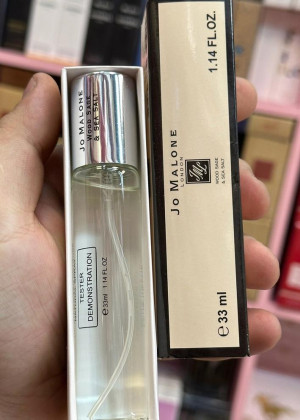 JO MALONE
WOOD SAGE
& SEA SALT
TESTER
DEMONSTRATION
℮33ml 1.14 FL.OZ
1.14 FL.OZ.
JO MALONE
LONDON
JM
WOOD SAGE
& SEA SALT
℮33 ml